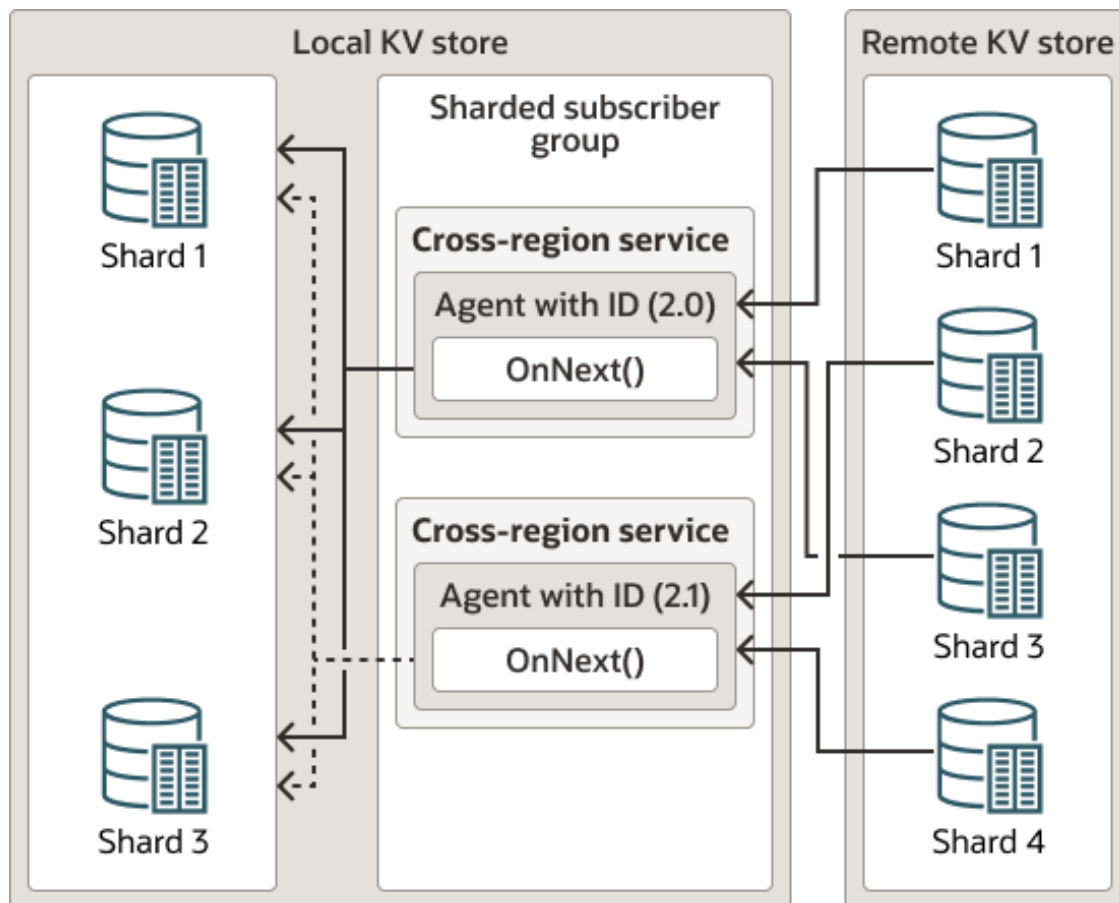 Local KV store
Shard 1
Shard 2
Shard 3
Sharded subscriber
group
Cross-region service
Agent with ID (2.0)
OnNext()
Cross-region service
Agent with ID (2.1)
OnNext()
Remote KV store
Shard 1
Shard 2
Shard 3
Shard 4